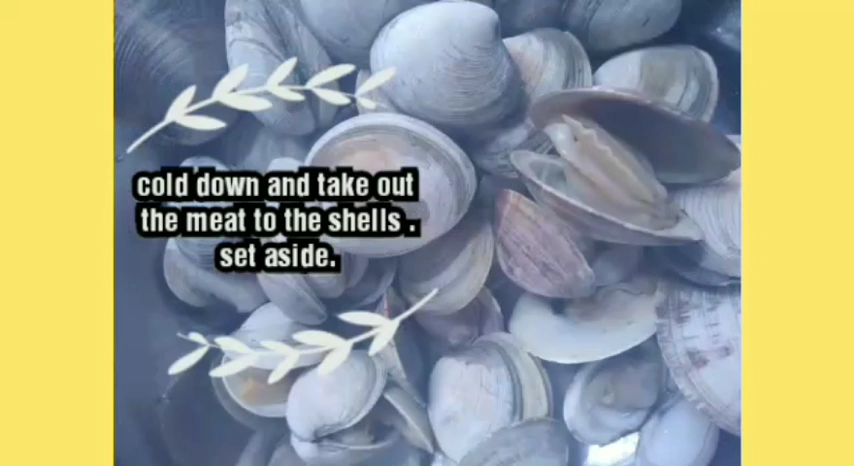 cold down and take out
the meat to the shells .
set aside.